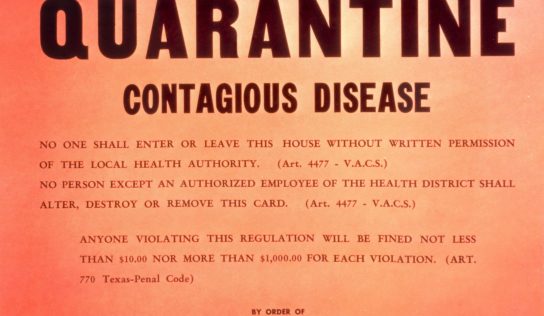 QUARANTINE
CONTAGIOUS DISEASE
NO ONE SHALL ENTER OR LEAVE THIS HOUSE WITHOUT WRITTEN PERMISSION
OF THE LOCAL HEALTH AUTHORITY. (Art. 4477 - V.A.C.S.)
NO PERSON EXCEPT AN AUTHORIZED EMPLOYEE OF THE HEALTH DISTRICT SHALL
ALTER, DESTROY OR REMOVE THIS CARD. (Art. 4477 - V.A.C.S.)
ANYONE VIOLATING THIS REGULATION WILL BE FINED NOT LESS
THAN $10.00 NOR MORE THAN $1,000.00 FOR EACH VIOLATION. (ART.
770 Texas-Penal Code)
BY ORDER OF